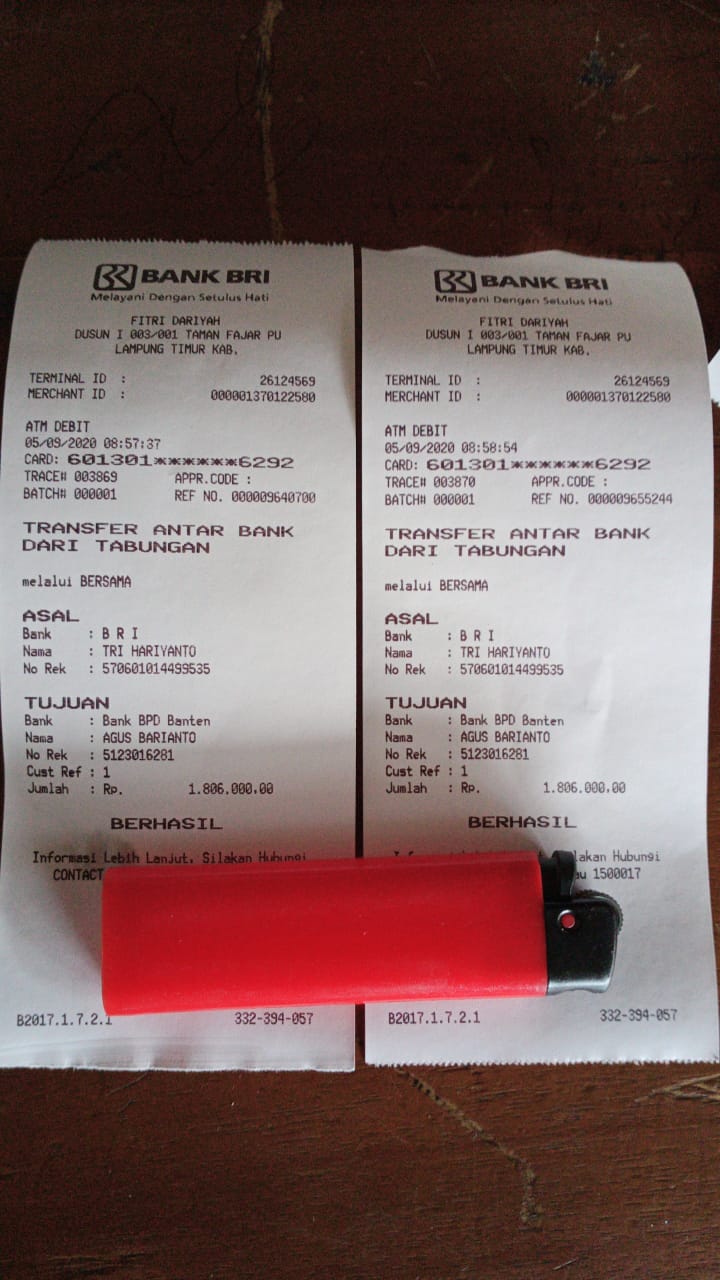 BANK BRI
Melayani Dengan Setulus Hati
FITRI DARIYAH
DUSUN I 003/001 TAMAN FAJAR PU
LAMPUNG TIMUR KAB.
TERMINAL ID : 26124569
MERCHANT ID : 000001370122580
ATM DEBIT
05/09/2020 08:57:37
CARD: 601301******6292
TRACE# 003869 APPR.CODE :
BATCH# 000001 REF NO. 000009640700
TRANSFER ANTAR BANK
DARI TABUNGAN
melalui BERSAMA
ASAL
Bank : B R I
Nama : TRI HARIYANTO
No Rek : 570601014499535
TUJUAN
Bank : Bank BPD Banten
Nama : AGUS BARIANTO
No Rek : 5123016281
Cust Ref : 1
Jumlah : Rp. 1.806.000,00
BERHASIL
Informasi Lebih Lanjut, Silakan Hubungi
CONTACT
B2017.1.7.2.1 332-394-057
BANK BRI
Melayani Dengan Setulus Hati
FITRI DARIYAH
DUSUN I 003/001 TAMAN FAJAR PU
LAMPUNG TIMUR KAB.
TERMINAL ID : 26124569
MERCHANT ID : 000001370122580
ATM DEBIT
05/09/2020 08:58:54
CARD: 601301******6292
TRACE# 003870 APPR.CODE :
BATCH# 000001 REF NO. 000009655244
TRANSFER ANTAR BANK
DARI TABUNGAN
melalui BERSAMA
ASAL
Bank : B R I
Nama : TRI HARIYANTO
No Rek : 570601014499535
TUJUAN
Bank : Bank BPD Banten
Nama : AGUS BARIANTO
No Rek : 5123016281
Cust Ref : 1
Jumlah : Rp. 1.806.000,00
BERHASIL
Hubungi
1500017
B2017.1.7.2.1 332-394-057